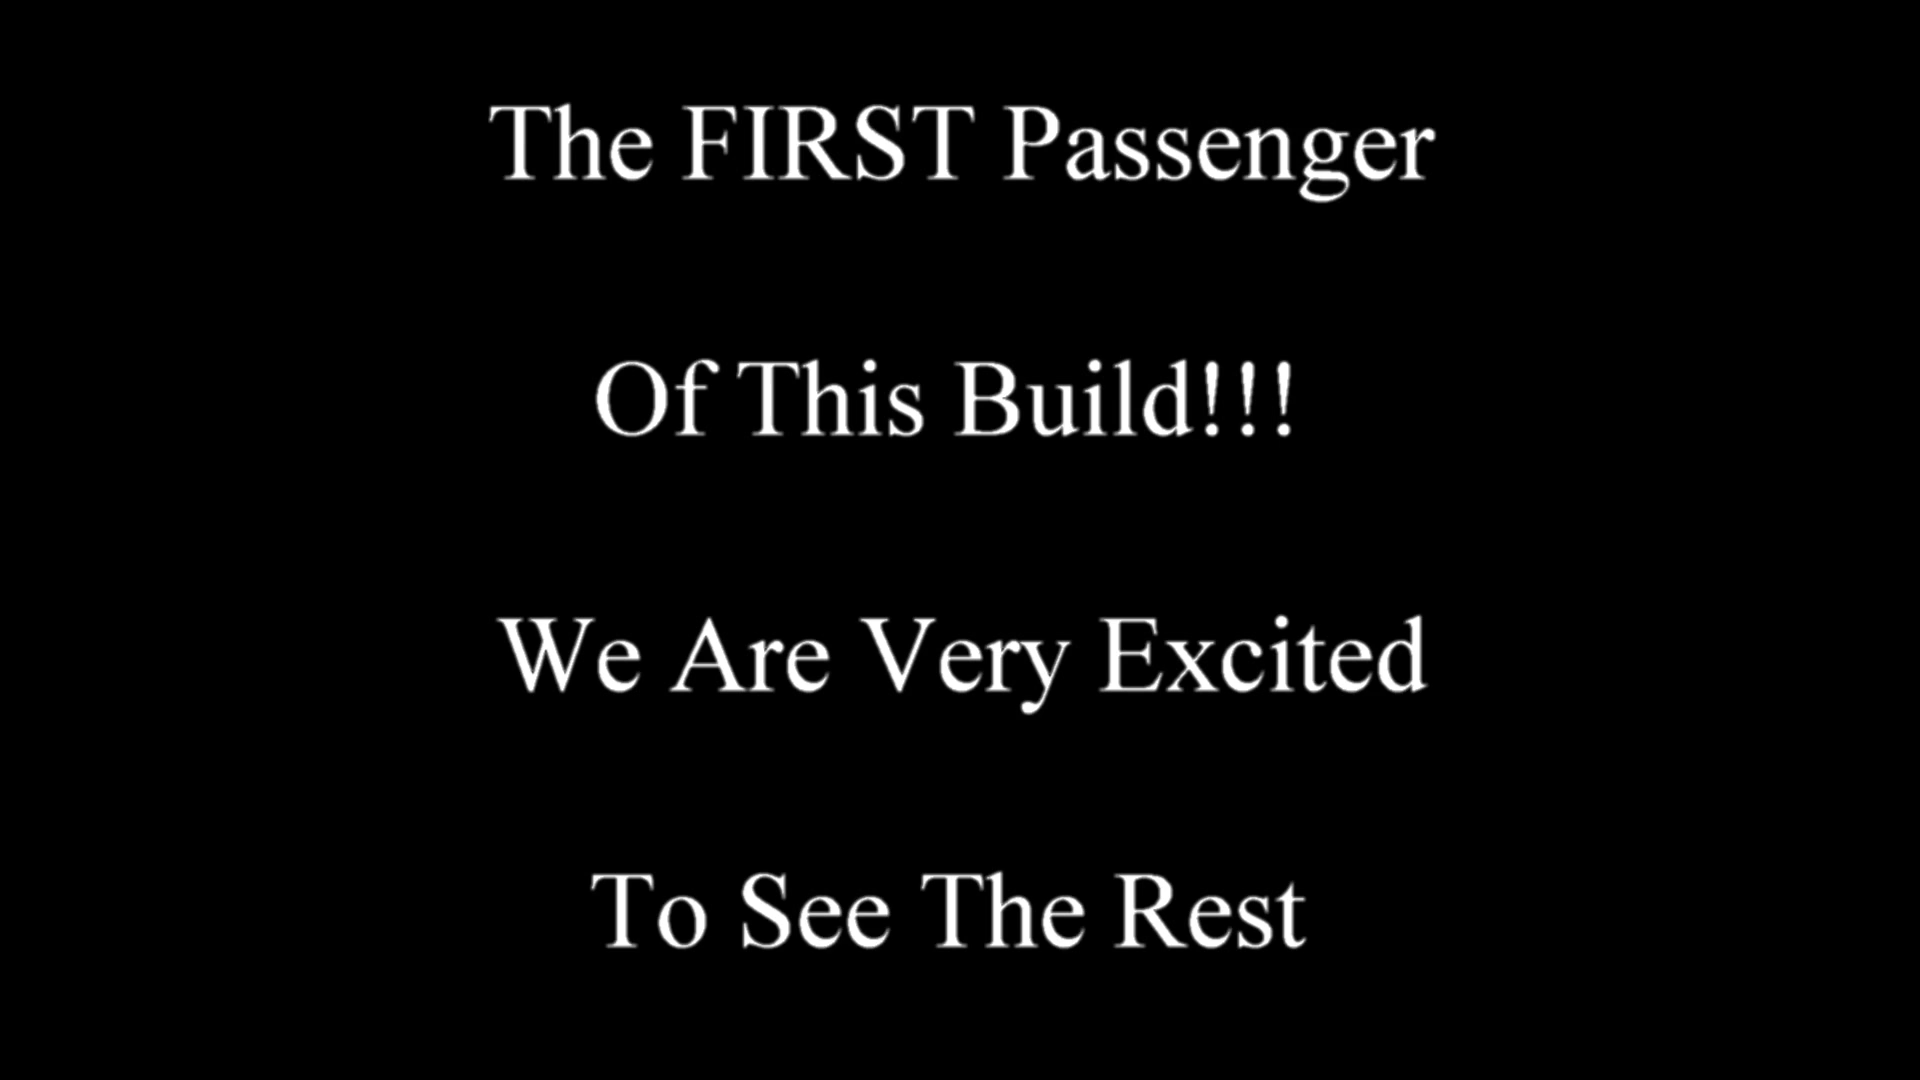 The FIRST Passenger
Of This Build!!!
We Are Very Excited
To See The Rest